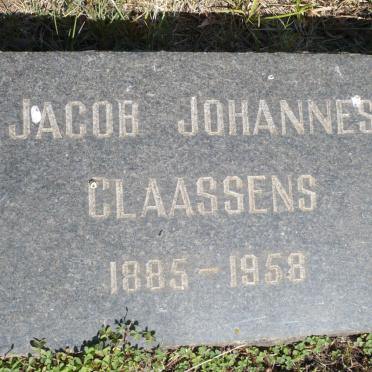 JACOB JOHANNES
CLAASSENS
1885 - 1958